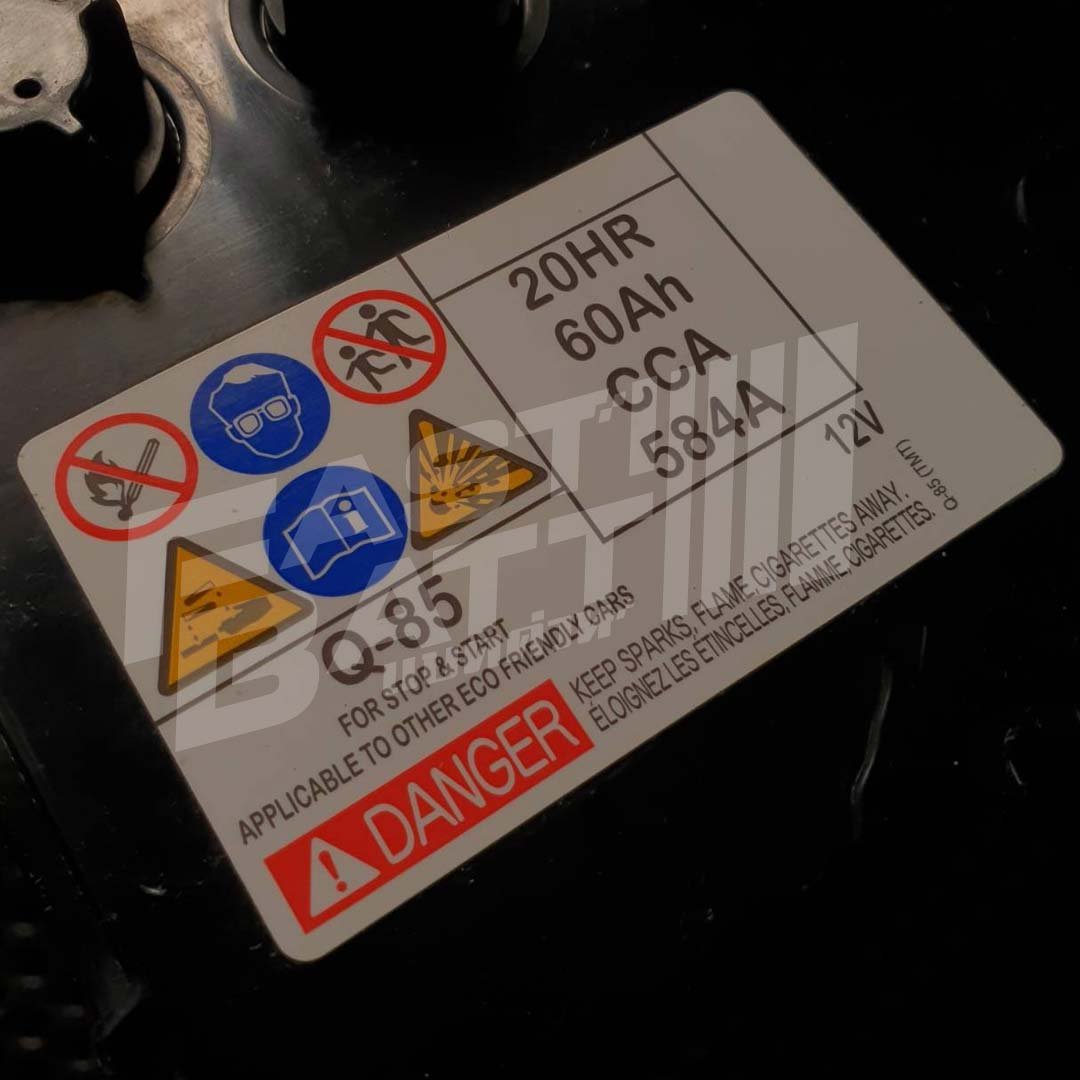 20HR
60Ah
CCA
584A
12V
Q-85
FOR STOP & START
APPLICABLE TO OTHER ECO FRIENDLY CARS
DANGER
KEEP SPARKS, FLAME, CIGARETTES AWAY.
ÉLOIGNEZ LES ÉTINCELLES, FLAMME, CIGARETTES.
Q-85 (TMT)
BATT